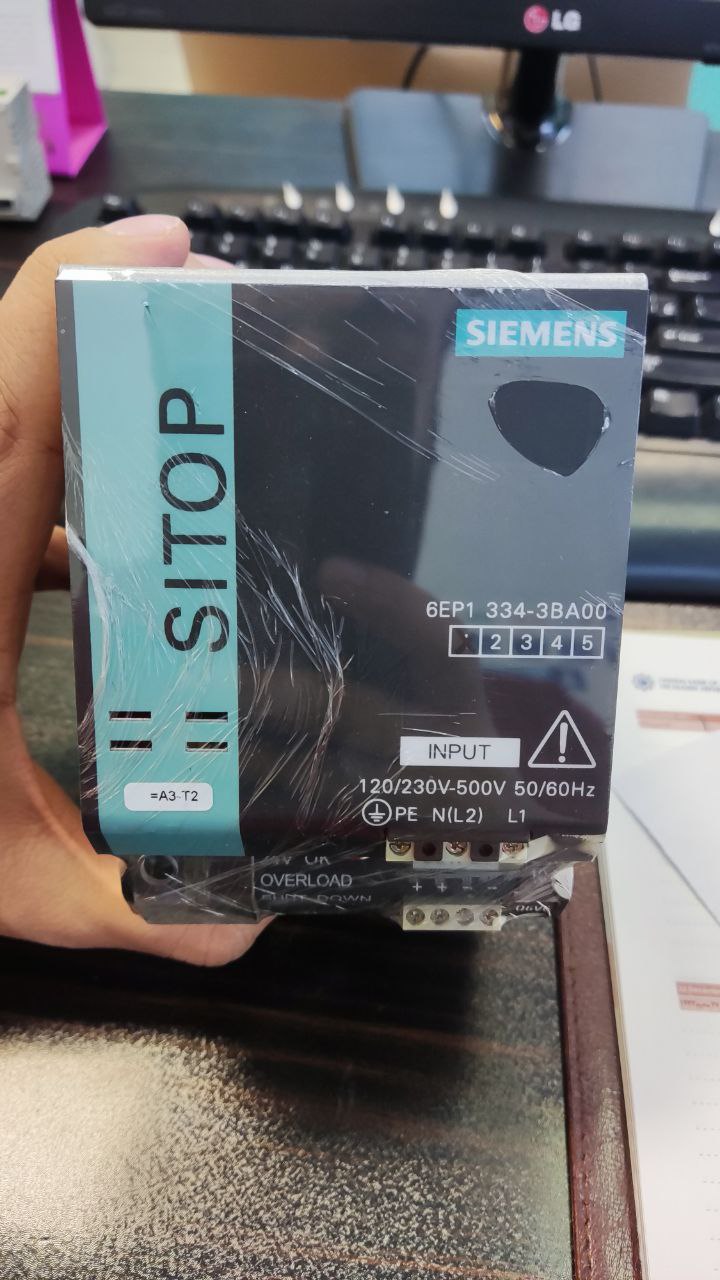 LG
SIEMENS
SITOP
6EP1 334-3BA00
2 3 4 5
INPUT
120/230V-500V 50/60Hz
PE N(L2) L1
=A3-T2
OVERLOAD
+ + - -